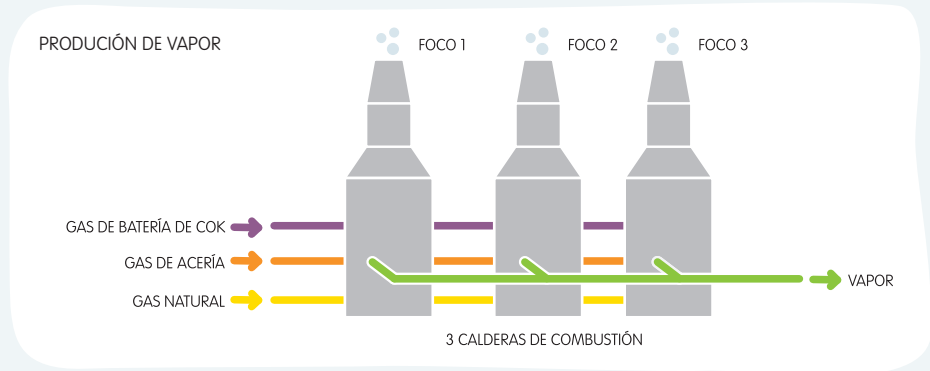 PRODUCIÓN DE VAPOR
FOCO 1
FOCO 2
FOCO 3
GAS DE BATERÍA DE COK
GAS DE ACERÍA
GAS NATURAL
VAPOR
3 CALDERAS DE COMBUSTIÓN